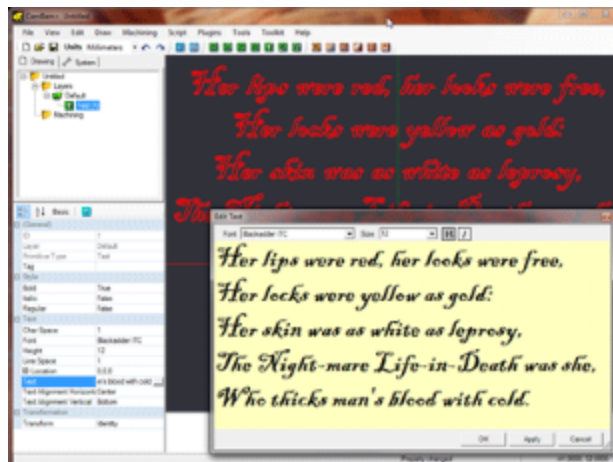 CamBam+ - Untitled
File View Edit Draw Machining Script Plugins Tools Toolkit Help
Units Millimeters
Drawing System
Untitled
Layers
Default
Machining
Her lips were red, her looks were free,
Her locks were yellow as gold:
Her skin was as white as leprosy,
Basic
(General)
ID 1
Layer Default
Primitive Type Text
Tag
Style
Bold True
Italic False
Regular False
Text
Char Space 1
Font Blackadder ITC
Height 12
Line Space 1
Location 0,0,0
Text n's blood with cold
Text Alignment Horizontal Center
Text Alignment Vertical Bottom
Transformation
Transform Identity
Edit Text
Font Blackadder ITC Size 12 B I
Her lips were red, her looks were free,
Her locks were yellow as gold:
Her skin was as white as leprosy,
The Night-mare Life-in-Death was she,
Who thicks man's blood with cold.
OK Apply Cancel
Property changed